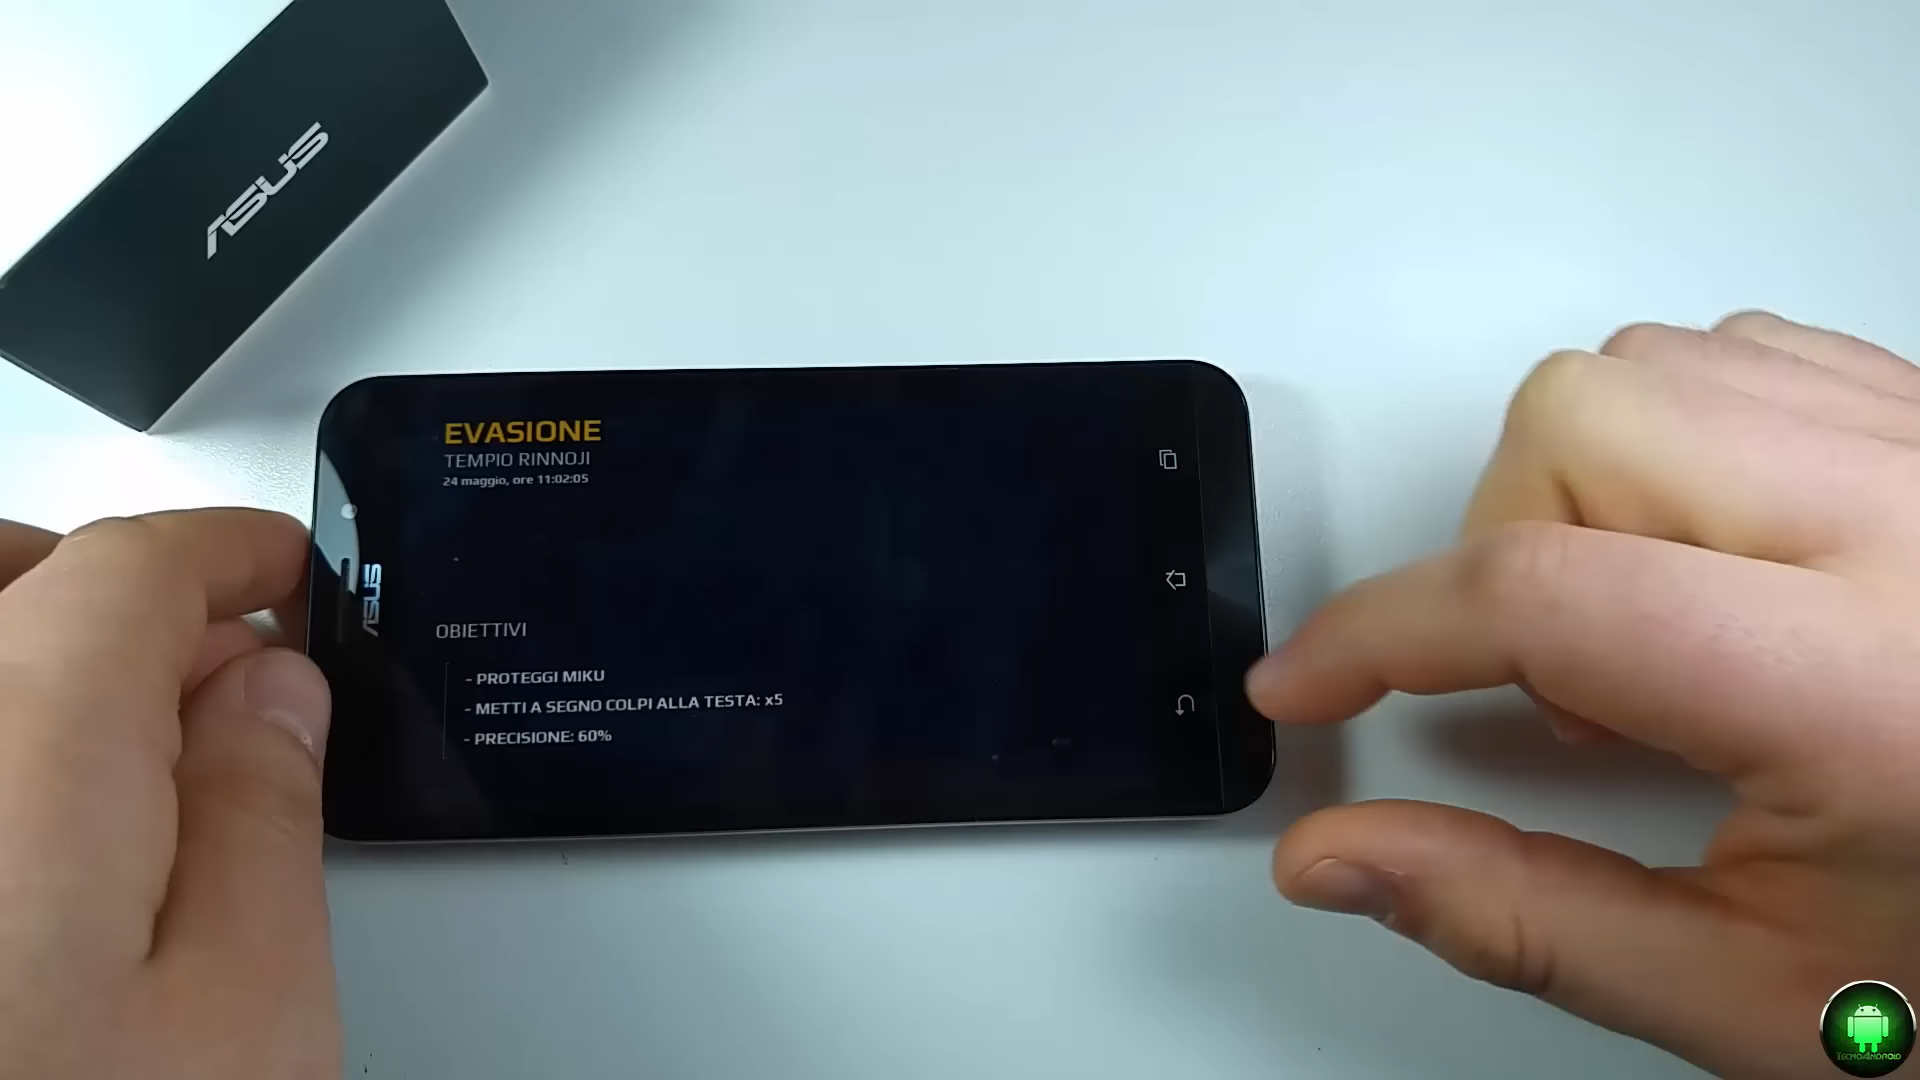 ASUS
EVASIONE
TEMPIO RINNOJI
24 maggio, ore 11:02:05
ASUS
OBIETTIVI
- PROTEGGI MIKU
- METTI A SEGNO COLPI ALLA TESTA: x5
- PRECISIONE: 60%
TECNOANDROID